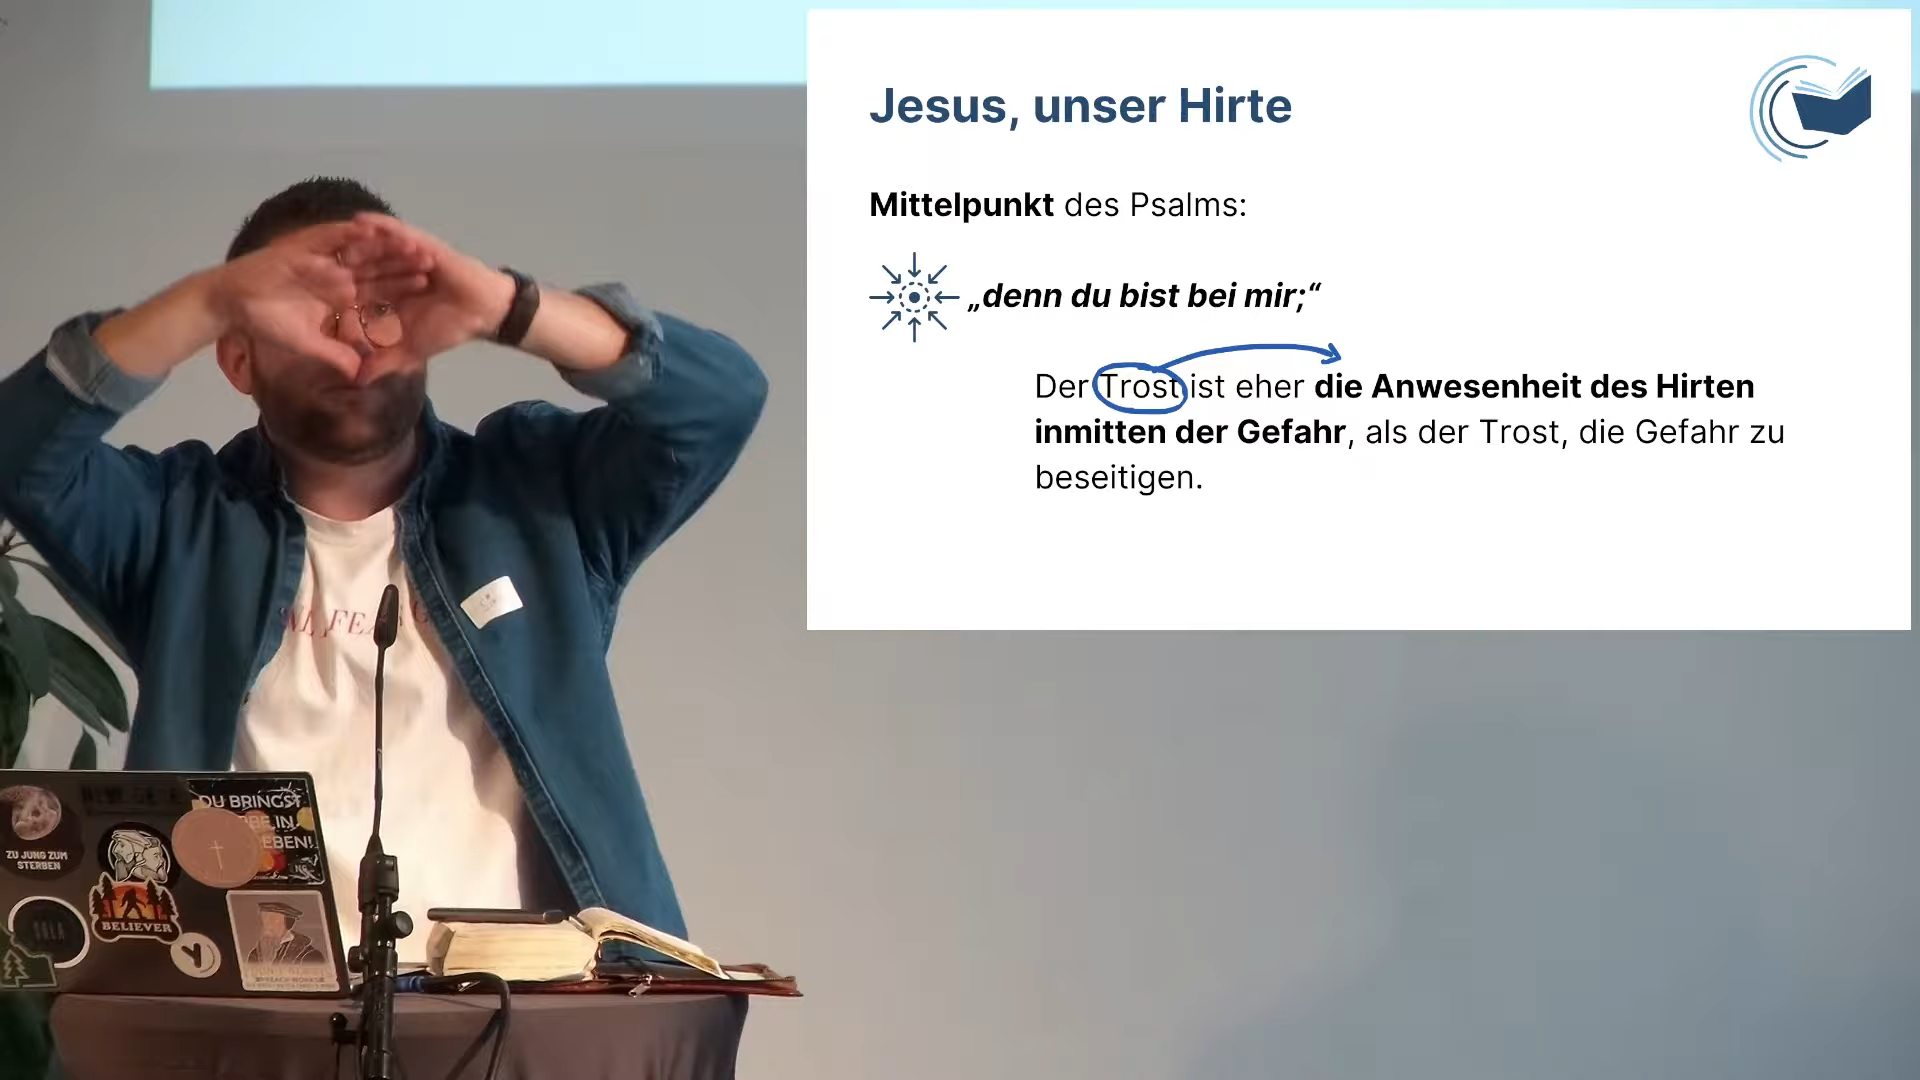 Jesus, unser Hirte
Mittelpunkt des Psalms:
„denn du bist bei mir;“
Der Trost ist eher die Anwesenheit des Hirten
inmitten der Gefahr, als der Trost, die Gefahr zu
beseitigen.
DU BRINGST
IN
ZU JUNG ZUM
STERBEN
BELIEVER